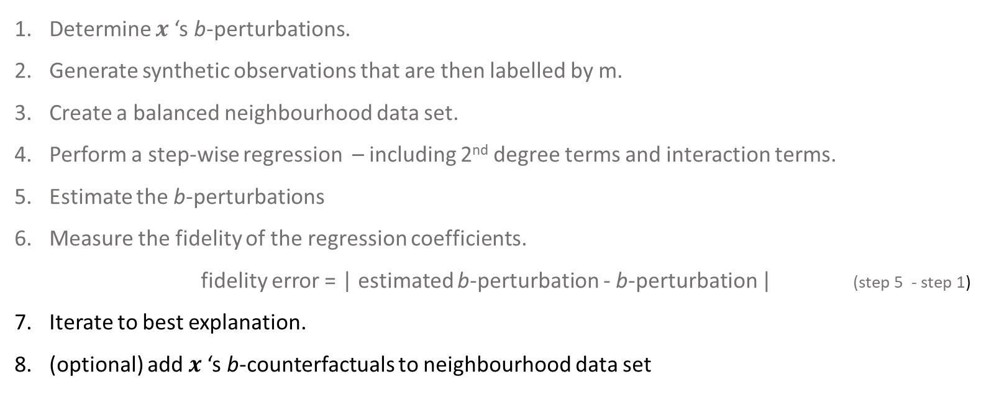 1. Determine x ‘s b-perturbations.
2. Generate synthetic observations that are then labelled by m.
3. Create a balanced neighbourhood data set.
4. Perform a step-wise regression – including 2nd degree terms and interaction terms.
5. Estimate the b-perturbations
6. Measure the fidelity of the regression coefficients.
fidelity error = | estimated b-perturbation - b-perturbation | (step 5 - step 1)
7. Iterate to best explanation.
8. (optional) add x ‘s b-counterfactuals to neighbourhood data set